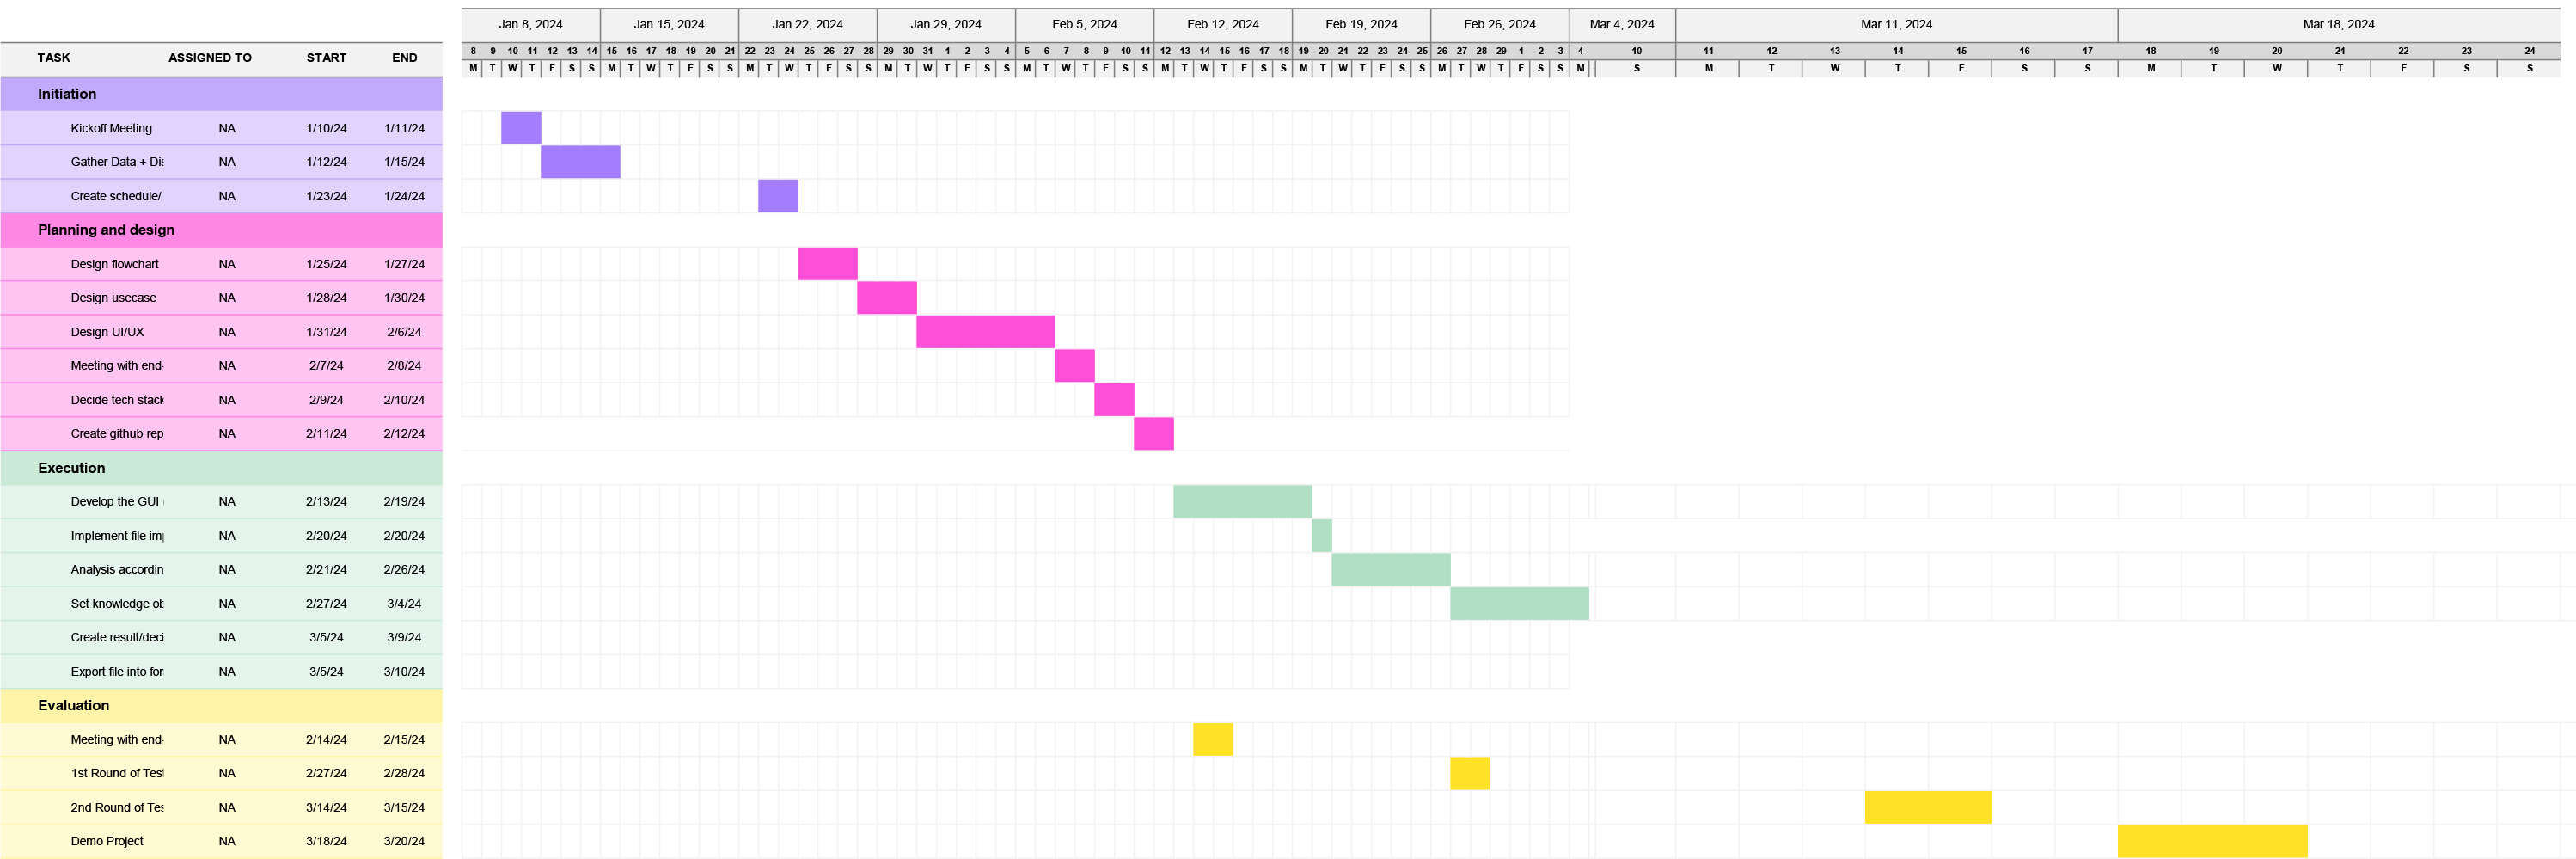 Jan 8, 2024 Jan 15, 2024 Jan 22, 2024 Jan 29, 2024 Feb 5, 2024 Feb 12, 2024 Feb 19, 2024 Feb 26, 2024 Mar 4, 2024 Mar 11, 2024 Mar 18, 2024
8 9 10 11 12 13 14 15 16 17 18 19 20 21 22 23 24 25 26 27 28 29 30 31 1 2 3 4 5 6 7 8 9 10 11 12 13 14 15 16 17 18 19 20 21 22 23 24 25 26 27 28 29 1 2 3 4 10 11 12 13 14 15 16 17 18 19 20 21 22 23 24
TASK ASSIGNED TO START END
M T W T F S S M T W T F S S M T W T F S S M T W T F S S M T W T F S S M T W T F S S M T W T F S S M T W T F S S M S M T W T F S S M T W T F S S
Initiation
Kickoff Meeting NA 1/10/24 1/11/24
Gather Data + Dis NA 1/12/24 1/15/24
Create schedule/ NA 1/23/24 1/24/24
Planning and design
Design flowchart NA 1/25/24 1/27/24
Design usecase NA 1/28/24 1/30/24
Design UI/UX NA 1/31/24 2/6/24
Meeting with end- NA 2/7/24 2/8/24
Decide tech stack NA 2/9/24 2/10/24
Create github rep NA 2/11/24 2/12/24
Execution
Develop the GUI NA 2/13/24 2/19/24
Implement file im NA 2/20/24 2/20/24
Analysis accordin NA 2/21/24 2/26/24
Set knowledge ob NA 2/27/24 3/4/24
Create result/deci NA 3/5/24 3/9/24
Export file into for NA 3/5/24 3/10/24
Evaluation
Meeting with end- NA 2/14/24 2/15/24
1st Round of Test NA 2/27/24 2/28/24
2nd Round of Tes NA 3/14/24 3/15/24
Demo Project NA 3/18/24 3/20/24